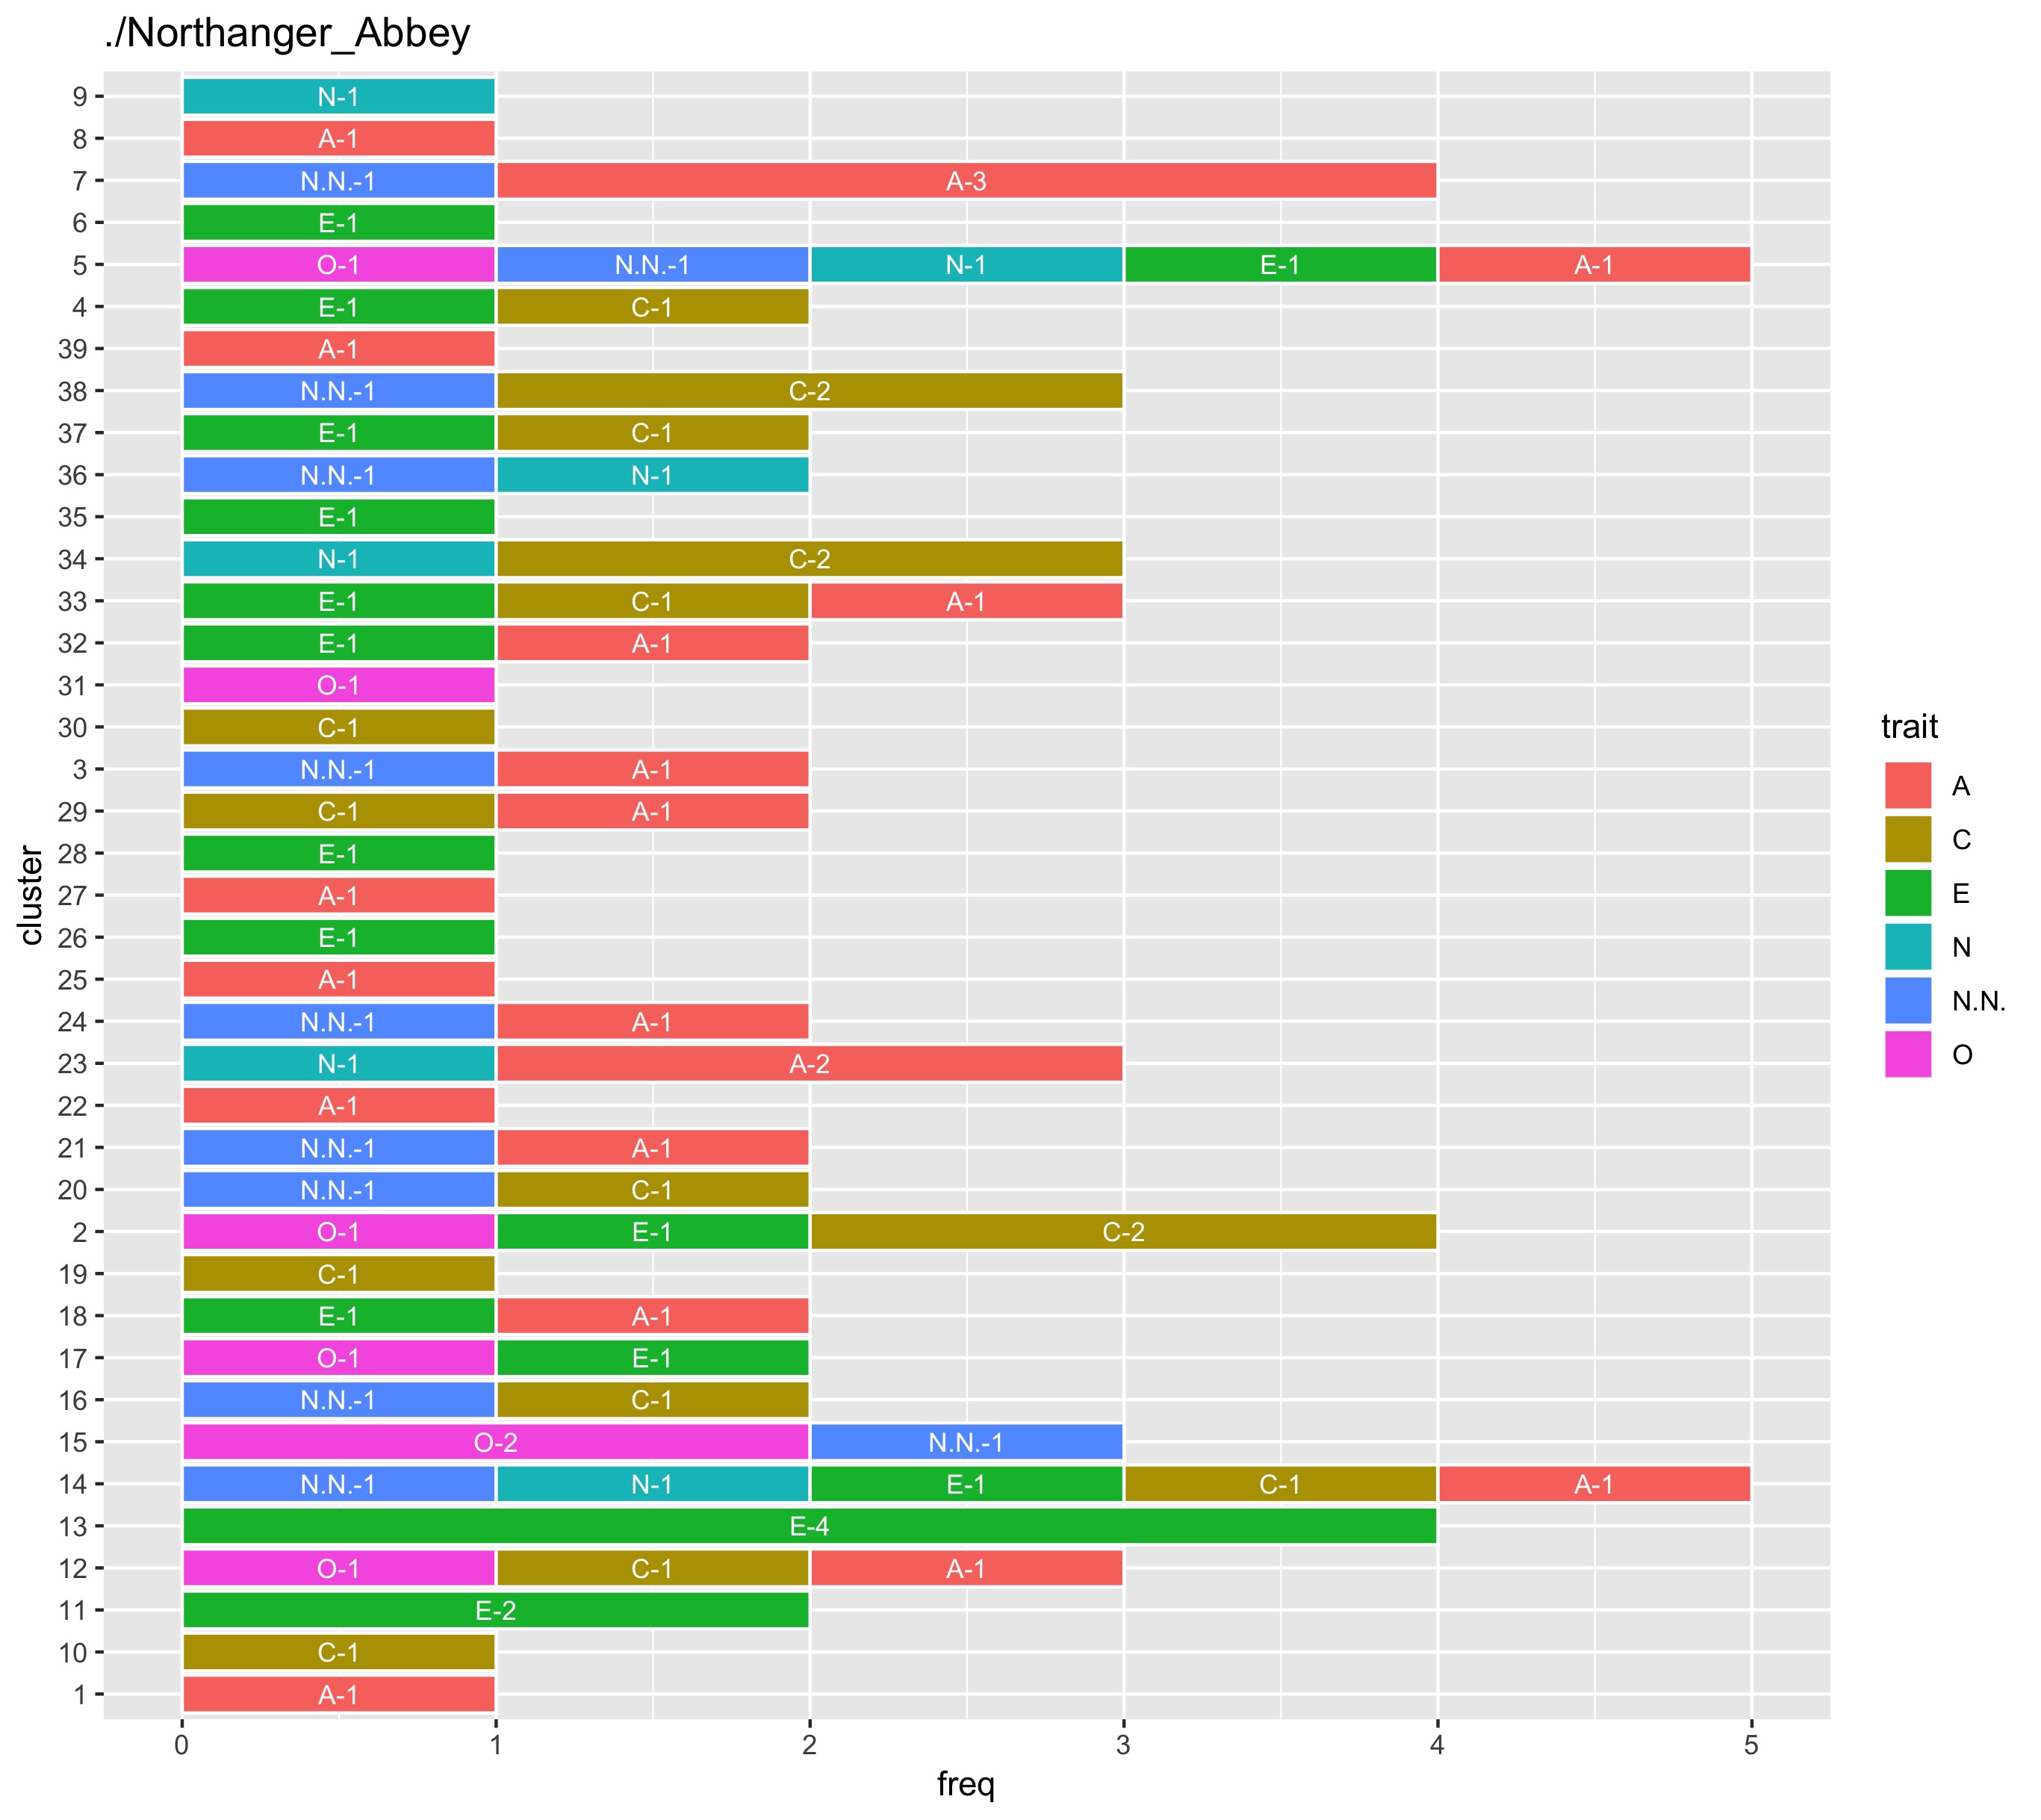 ./Northanger_Abbey
9 N-1
8 A-1
7 N.N.-1 A-3
6 E-1
5 O-1 N.N.-1 N-1 E-1 A-1
4 E-1 C-1
39 A-1
38 N.N.-1 C-2
37 E-1 C-1
36 N.N.-1 N-1
35 E-1
34 N-1 C-2
33 E-1 C-1 A-1
32 E-1 A-1
31 O-1
30 C-1
3 N.N.-1 A-1
29 C-1 A-1
28 E-1
27 A-1
26 E-1
25 A-1
24 N.N.-1 A-1
23 N-1 A-2
22 A-1
21 N.N.-1 A-1
20 N.N.-1 C-1
2 O-1 E-1 C-2
19 C-1
18 E-1 A-1
17 O-1 E-1
16 N.N.-1 C-1
15 O-2 N.N.-1
14 N.N.-1 N-1 E-1 C-1 A-1
13 E-4
12 O-1 C-1 A-1
11 E-2
10 C-1
1 A-1
0 1 2 3 4 5
freq
cluster
trait
A
C
E
N
N.N.
O